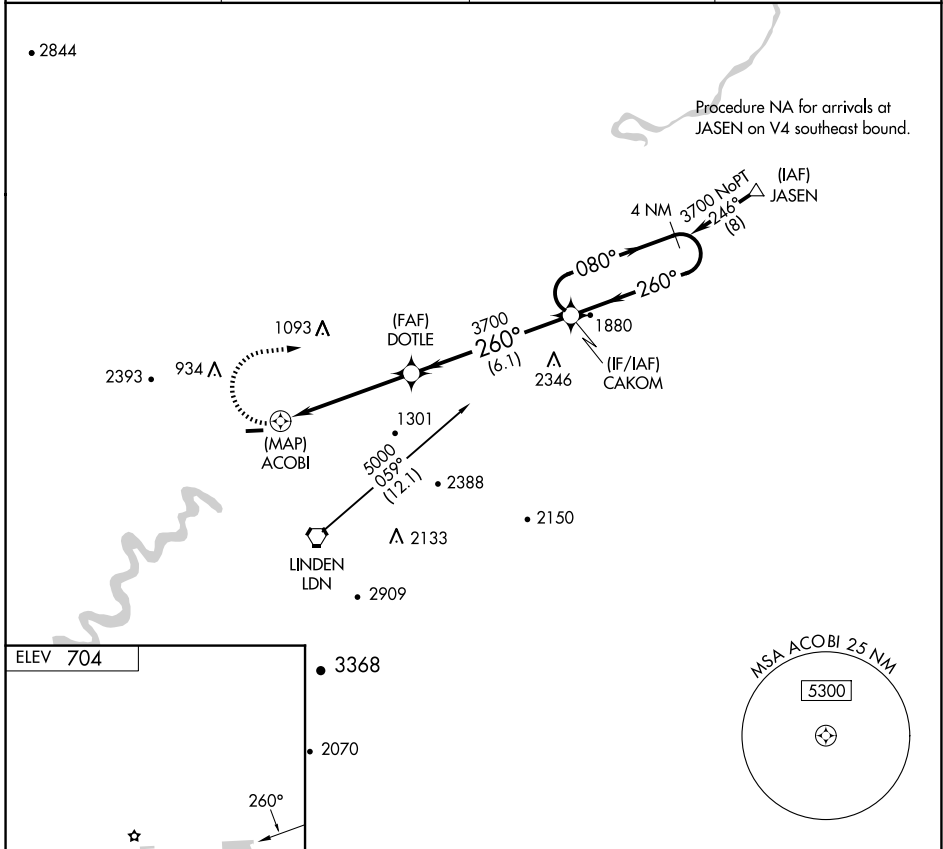 2844
Procedure NA for arrivals at
JASEN on V4 southeast bound.
(IAF)
JASEN
3700 NoPT
246°
(8)
4 NM
080°
260°
1880
(IF/IAF)
CAKOM
3700
260°
(6.1)
2346
(FAF)
DOTLE
1093
934
2393
(MAP)
ACOBI
1301
5000
059°
(12.1)
2388
2150
2133
LINDEN
LDN
2909
ELEV 704
3368
2070
260°
MSA ACOBI 25 NM
5300